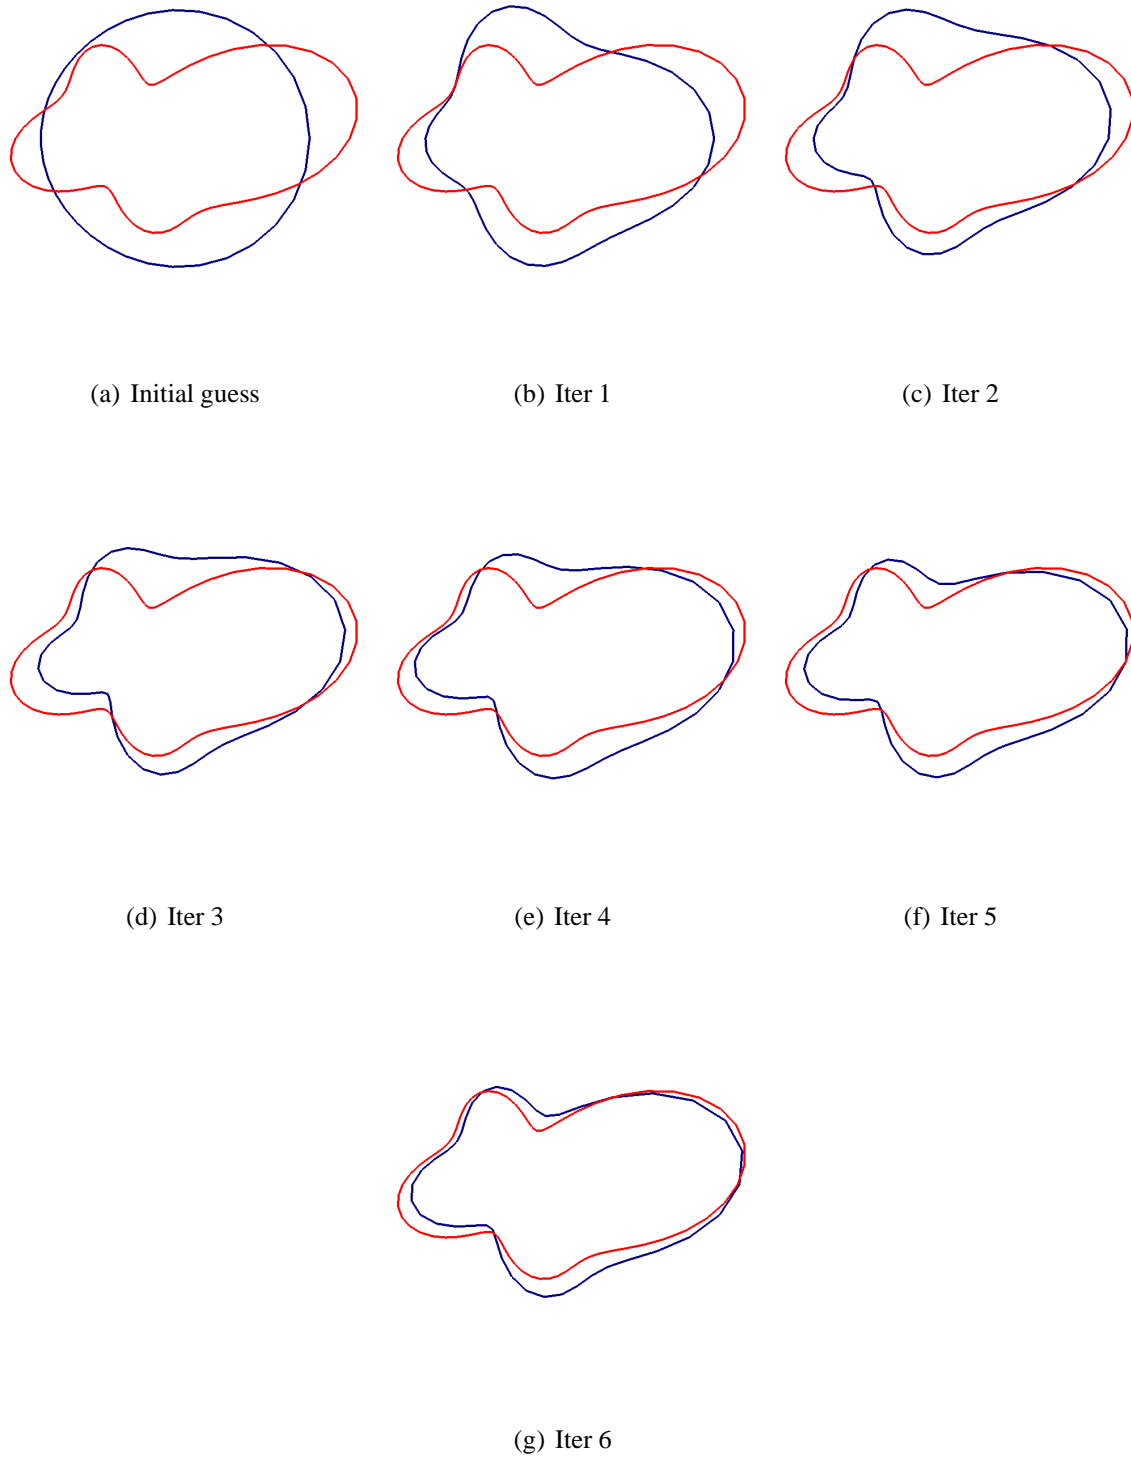 (a) Initial guess
(b) Iter 1
(c) Iter 2
(d) Iter 3
(e) Iter 4
(f) Iter 5
(g) Iter 6